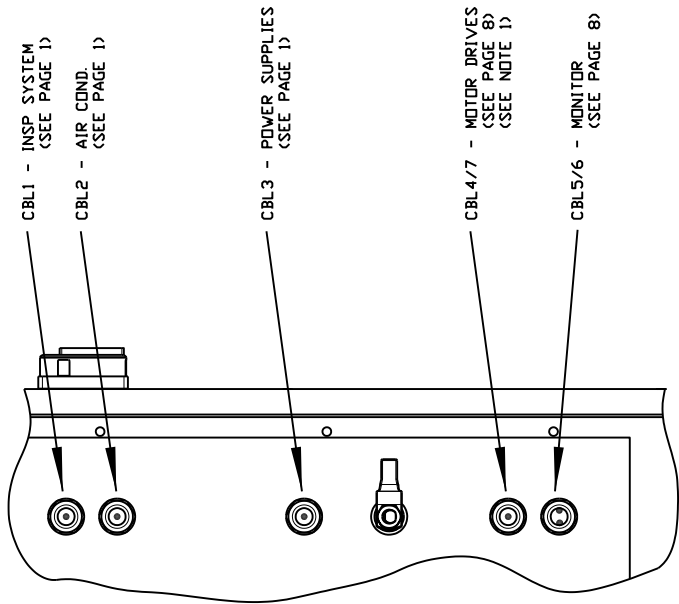 CBL1 - INSP SYSTEM
(SEE PAGE 1)
CBL2 - AIR COND.
(SEE PAGE 1)
CBL3 - POWER SUPPLIES
(SEE PAGE 1)
CBL4/7 - MOTOR DRIVES
(SEE PAGE 8)
(SEE NOTE 1)
CBL5/6 - MONITOR
(SEE PAGE 8)